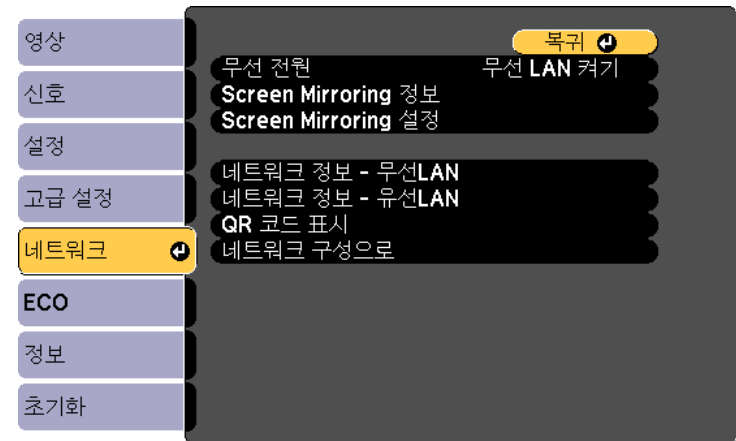 영상
신호
설정
고급 설정
네트워크
ECO
정보
초기화
복귀
무선 전원 무선 LAN 켜기
Screen Mirroring 정보
Screen Mirroring 설정
네트워크 정보 - 무선LAN
네트워크 정보 - 유선LAN
QR 코드 표시
네트워크 구성으로